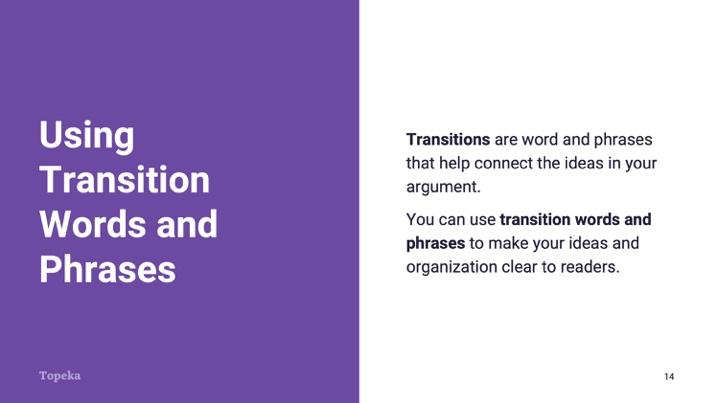 Using
Transition
Words and
Phrases
Transitions are word and phrases
that help connect the ideas in your
argument.
You can use transition words and
phrases to make your ideas and
organization clear to readers.
Topeka
14